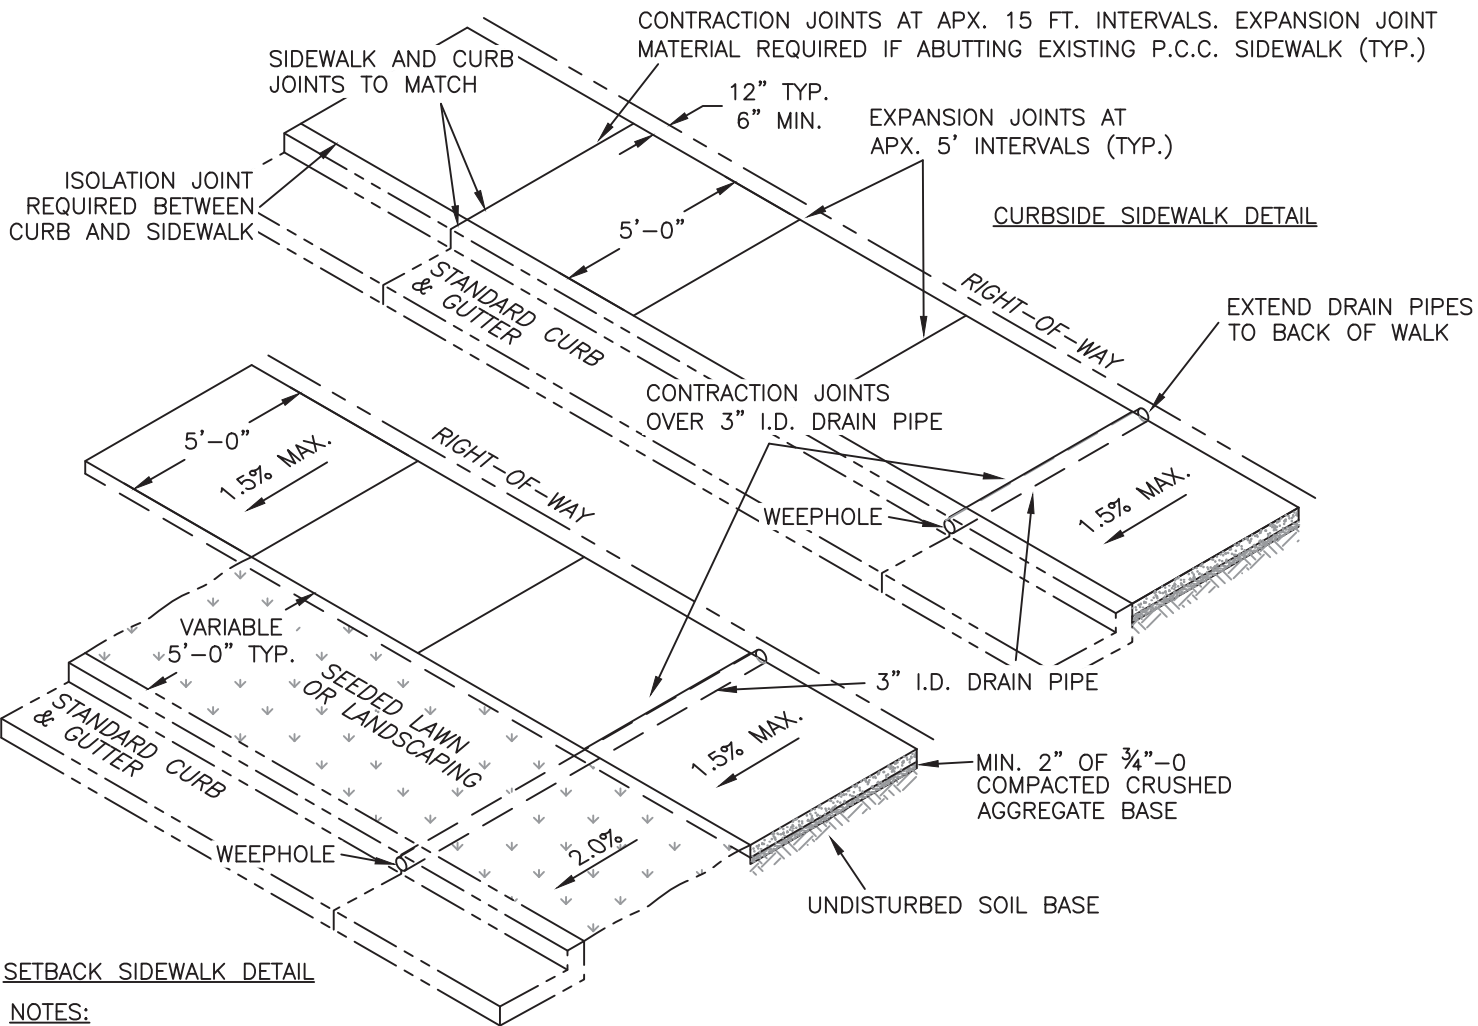 CONTRACTION JOINTS AT APX. 15 FT. INTERVALS. EXPANSION JOINT
MATERIAL REQUIRED IF ABUTTING EXISTING P.C.C. SIDEWALK (TYP.)
SIDEWALK AND CURB
JOINTS TO MATCH
12” TYP.
6” MIN.
EXPANSION JOINTS AT
APX. 5’ INTERVALS (TYP.)
ISOLATION JOINT
REQUIRED BETWEEN
CURB AND SIDEWALK
5’-0”
CURBSIDE SIDEWALK DETAIL
STANDARD CURB
& GUTTER
RIGHT-OF-WAY
EXTEND DRAIN PIPES
TO BACK OF WALK
CONTRACTION JOINTS
OVER 3” I.D. DRAIN PIPE
5’-0”
1.5% MAX.
RIGHT-OF-WAY
WEEPHOLE
1.5% MAX.
VARIABLE
5’-0” TYP.
SEEDED LAWN
OR LANDSCAPING
3” I.D. DRAIN PIPE
STANDARD CURB
& GUTTER
1.5% MAX.
MIN. 2” OF ¾”-0
COMPACTED CRUSHED
AGGREGATE BASE
WEEPHOLE
2.0%
UNDISTURBED SOIL BASE
SETBACK SIDEWALK DETAIL
NOTES: